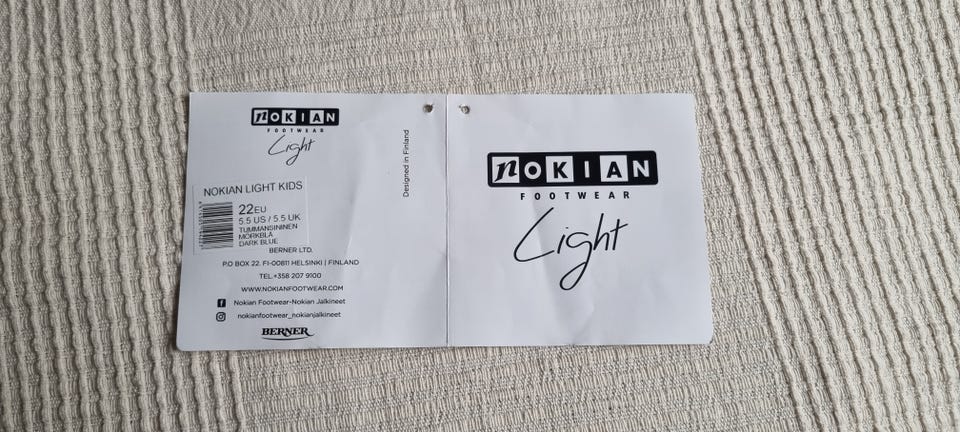 nOKIAN
FOOTWEAR
Light
Designed in Finland
NOKIAN LIGHT KIDS
22 EU
5.5 US / 5.5 UK
TUMMANSININEN
MÖRKBLÅ
DARK BLUE
BERNER LTD.
P.O BOX 22. FI-00811 HELSINKI | FINLAND
TEL.+358 207 9100
WWW.NOKIANFOOTWEAR.COM
Nokian Footwear-Nokian Jalkineet
nokianfootwear_nokianjalkineet
BERNER
nOKIAN
FOOTWEAR
Light